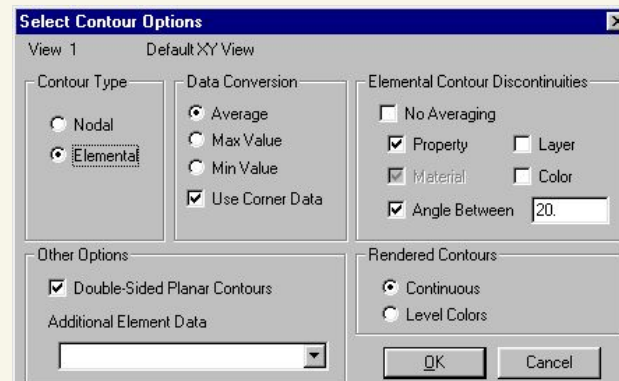 Select Contour Options
View 1 Default XY View
Contour Type
Nodal
Elemental
Data Conversion
Average
Max Value
Min Value
Use Corner Data
Elemental Contour Discontinuities
No Averaging
Property Layer
Material Color
Angle Between 20.
Other Options
Double-Sided Planar Contours
Additional Element Data
Rendered Contours
Continuous
Level Colors
OK Cancel